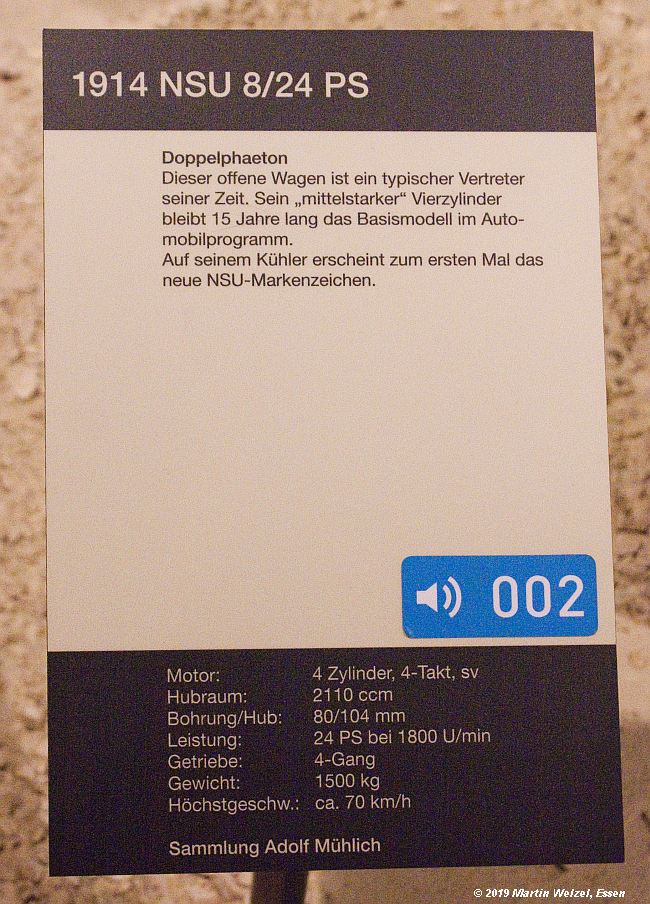 1914 NSU 8/24 PS
Doppelphaeton
Dieser offene Wagen ist ein typischer Vertreter
seiner Zeit. Sein „mittelstarker“ Vierzylinder
bleibt 15 Jahre lang das Basismodell im Auto-
mobilprogramm.
Auf seinem Kühler erscheint zum ersten Mal das
neue NSU-Markenzeichen.
002
Motor: 4 Zylinder, 4-Takt, sv
Hubraum: 2110 ccm
Bohrung/Hub: 80/104 mm
Leistung: 24 PS bei 1800 U/min
Getriebe: 4-Gang
Gewicht: 1500 kg
Höchstgeschw.: ca. 70 km/h
Sammlung Adolf Mühlich
© 2019 Martin Welzel, Essen